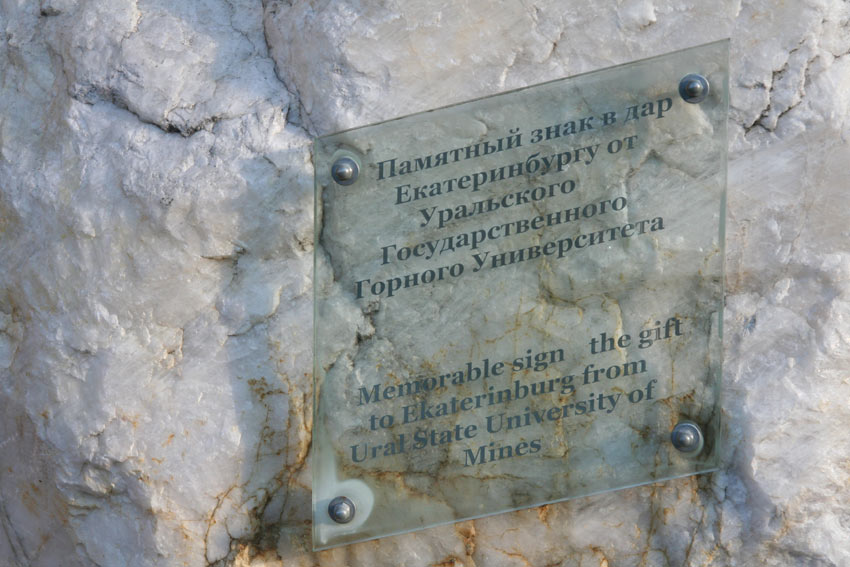 Памятный знак в дар
Екатеринбургу от
Уральского
Государственного
Горного Университета
Memorable sign the gift
to Ekaterinburg from
Ural State University of
Mines